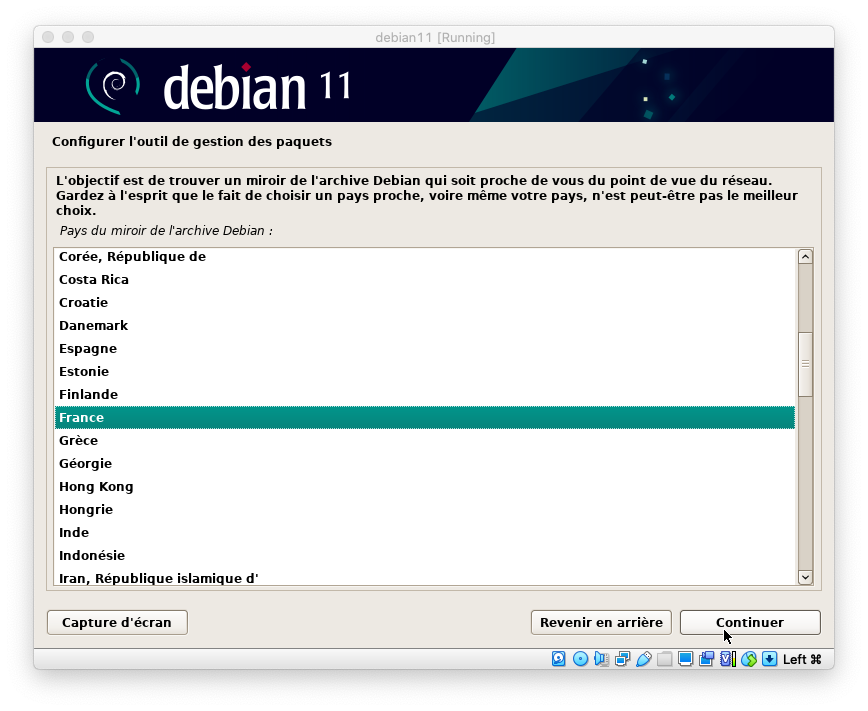 debian11 [Running]
debian 11
Configurer l'outil de gestion des paquets
L'objectif est de trouver un miroir de l'archive Debian qui soit proche de vous du point de vue du réseau.
Gardez à l'esprit que le fait de choisir un pays proche, voire même votre pays, n'est peut-être pas le meilleur
choix.
Pays du miroir de l'archive Debian :
Corée, République de
Costa Rica
Croatie
Danemark
Espagne
Estonie
Finlande
France
Grèce
Géorgie
Hong Kong
Hongrie
Inde
Indonésie
Iran, République islamique d'
Capture d'écran
Revenir en arrière
Continuer
Left ⌘